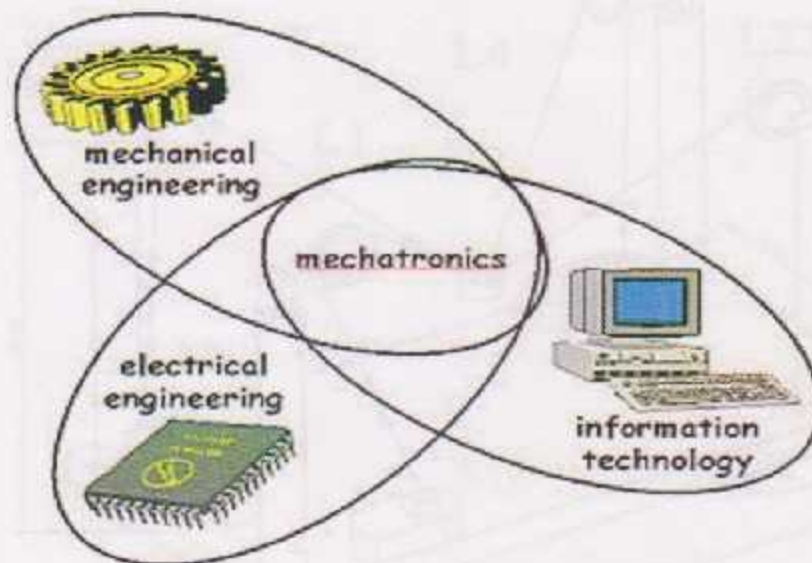 mechanical
engineering
mechatronics
electrical
engineering
information
technology